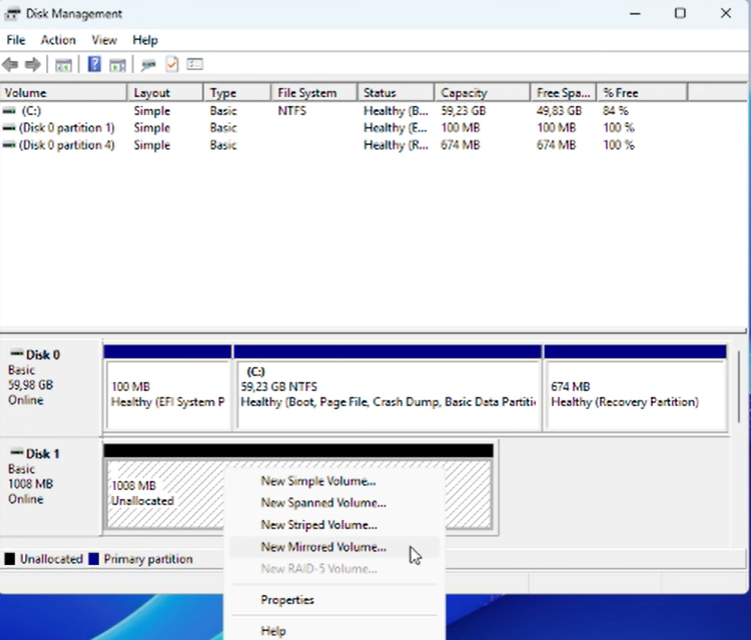 Disk Management
File Action View Help
Volume Layout Type File System Status Capacity Free Spa... % Free
(C:) Simple Basic NTFS Healthy (B... 59,23 GB 49,83 GB 84 %
(Disk 0 partition 1) Simple Basic Healthy (E... 100 MB 100 MB 100 %
(Disk 0 partition 4) Simple Basic Healthy (R... 674 MB 674 MB 100 %
Disk 0
Basic
59,98 GB
Online
100 MB
Healthy (EFI System P
(C:)
59,23 GB NTFS
Healthy (Boot, Page File, Crash Dump, Basic Data Partiti
674 MB
Healthy (Recovery Partition)
Disk 1
Basic
1008 MB
Online
1008 MB
Unallocated
New Simple Volume...
New Spanned Volume...
New Striped Volume...
New Mirrored Volume...
New RAID-5 Volume...
Properties
Help
Unallocated Primary partition